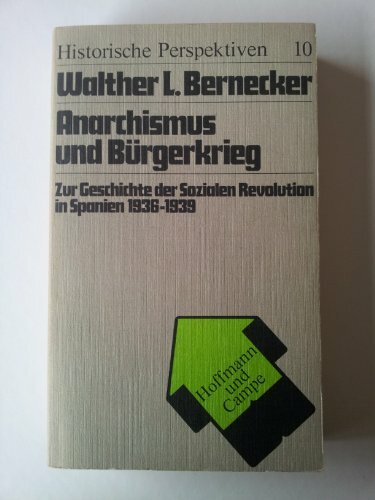 Historische Perspektiven 10
Walther L. Bernecker
Anarchismus
und Bürgerkrieg
Zur Geschichte der Sozialen Revolution
in Spanien 1936-1939
Hoffmann
und
Campe